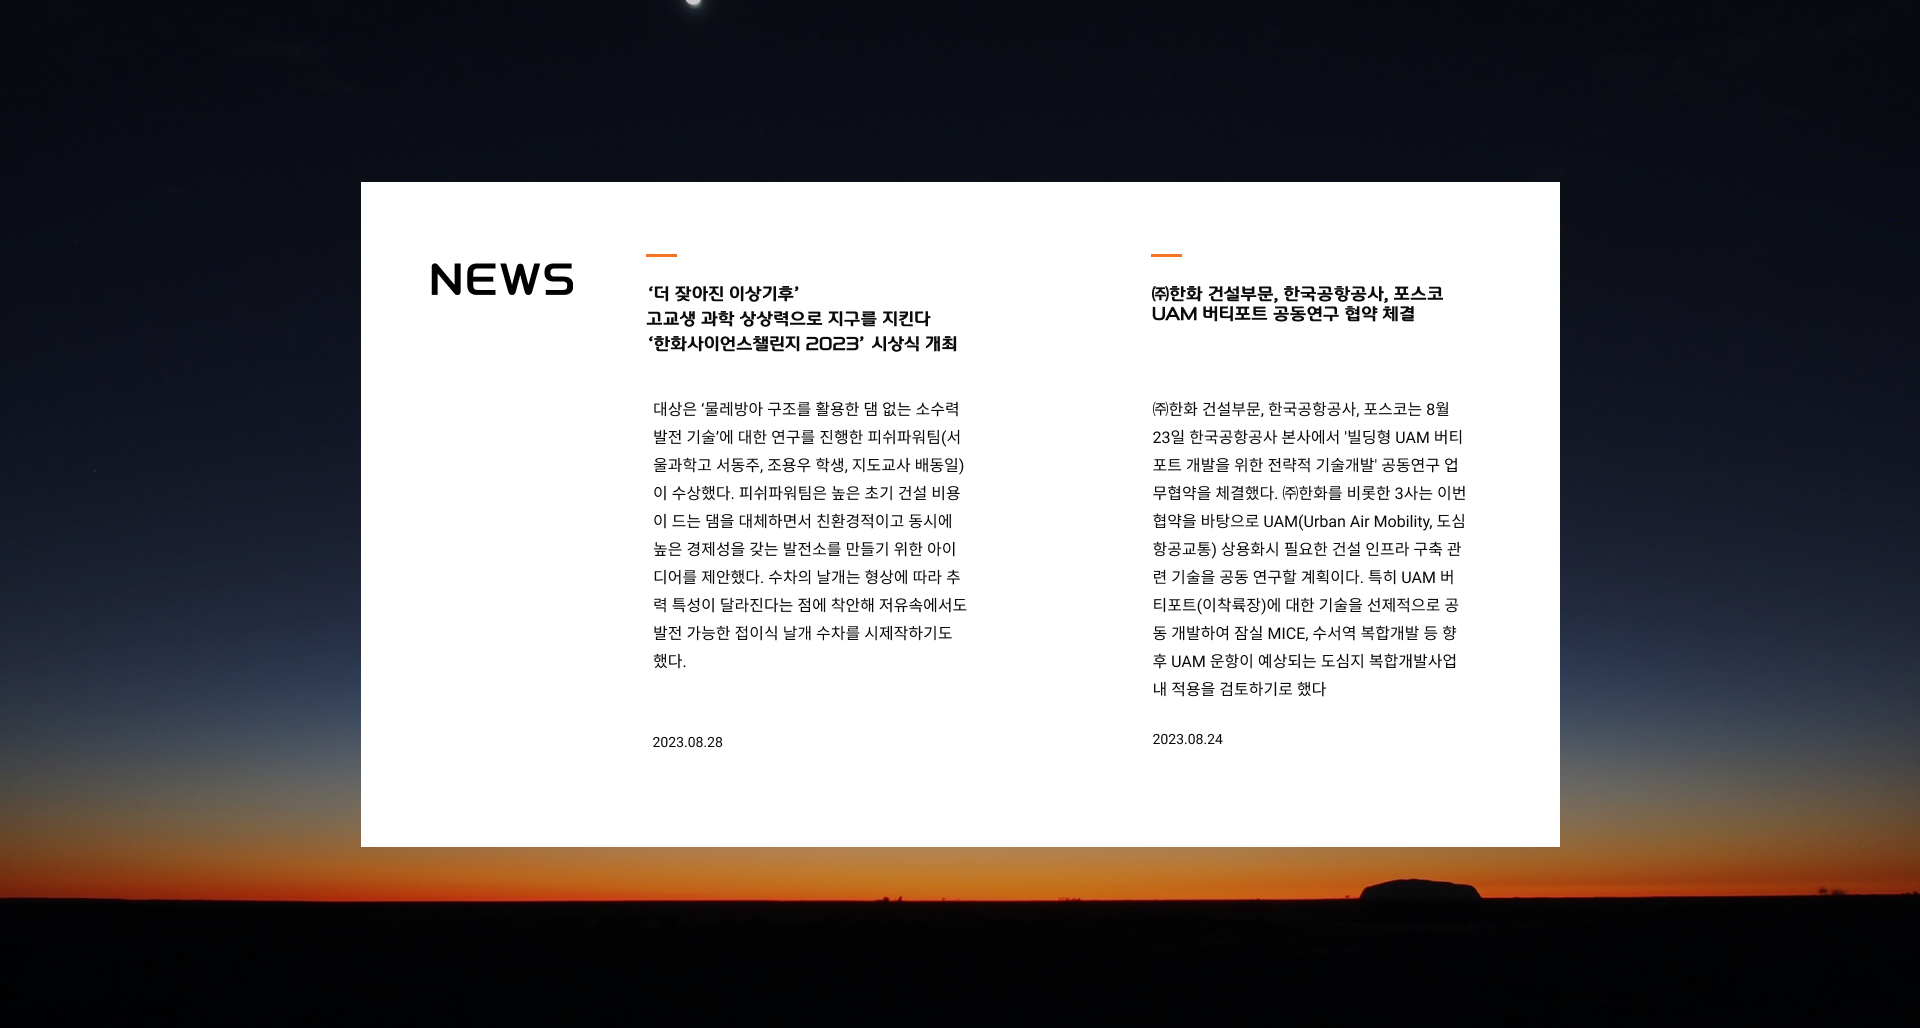 NEWS
‘더 잦아진 이상기후’
고교생 과학 상상력으로 지구를 지킨다
‘한화사이언스챌린지 2023’ 시상식 개최
대상은 ‘물레방아 구조를 활용한 댐 없는 소수력
발전 기술’에 대한 연구를 진행한 피쉬파워팀(서
울과학고 서동주, 조용우 학생, 지도교사 배동일)
이 수상했다. 피쉬파워팀은 높은 초기 건설 비용
이 드는 댐을 대체하면서 친환경적이고 동시에
높은 경제성을 갖는 발전소를 만들기 위한 아이
디어를 제안했다. 수차의 날개는 형상에 따라 추
력 특성이 달라진다는 점에 착안해 저유속에서도
발전 가능한 접이식 날개 수차를 시제작하기도
했다.
2023.08.28
㈜한화 건설부문, 한국공항공사, 포스코
UAM 버티포트 공동연구 협약 체결
㈜한화 건설부문, 한국공항공사, 포스코는 8월
23일 한국공항공사 본사에서 '빌딩형 UAM 버티
포트 개발을 위한 전략적 기술개발' 공동연구 업
무협약을 체결했다. ㈜한화를 비롯한 3사는 이번
협약을 바탕으로 UAM(Urban Air Mobility, 도심
항공교통) 상용화시 필요한 건설 인프라 구축 관
련 기술을 공동 연구할 계획이다. 특히 UAM 버
티포트(이착륙장)에 대한 기술을 선제적으로 공
동 개발하여 잠실 MICE, 수서역 복합개발 등 향
후 UAM 운항이 예상되는 도심지 복합개발사업
내 적용을 검토하기로 했다
2023.08.24